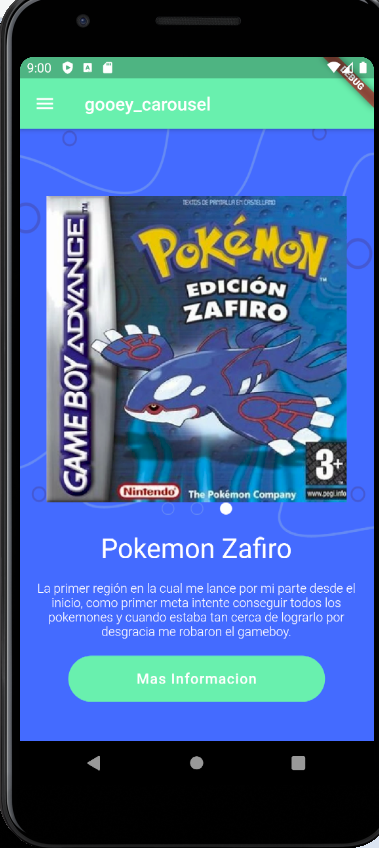 9:00
DEBUG
gooey_carousel
TEXTOS DE PANTALLA EN CASTELLANO
GAME BOY ADVANCE
POKéMON
EDICIÓN
ZAFIRO
3+
www.pegi.info
Nintendo
The Pokémon Company
Pokemon Zafiro
La primer región en la cual me lance por mi parte desde el
inicio, como primer meta intente conseguir todos los
pokemones y cuando estaba tan cerca de lograrlo por
desgracia me robaron el gameboy.
Mas Informacion